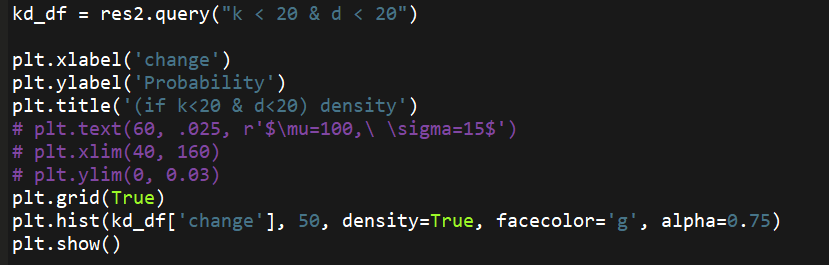 kd_df = res2.query("k < 20 & d < 20")
plt.xlabel('change')
plt.ylabel('Probability')
plt.title('(if k<20 & d<20) density')
# plt.text(60, .025, r'$\mu=100,\ \sigma=15$')
# plt.xlim(40, 160)
# plt.ylim(0, 0.03)
plt.grid(True)
plt.hist(kd_df['change'], 50, density=True, facecolor='g', alpha=0.75)
plt.show()